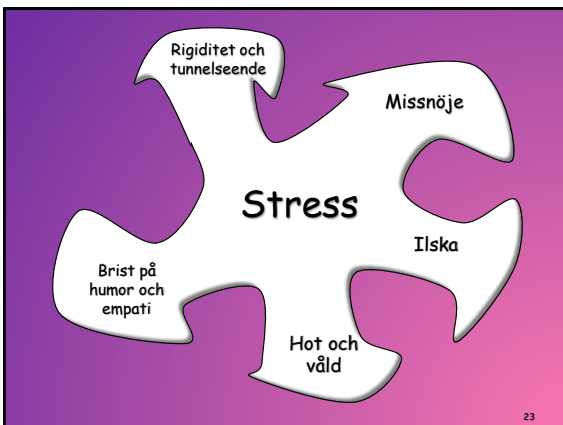 Rigiditet och
tunnelseende
Missnöje
Stress
Ilska
Brist på
humor och
empati
Hot och
våld
23